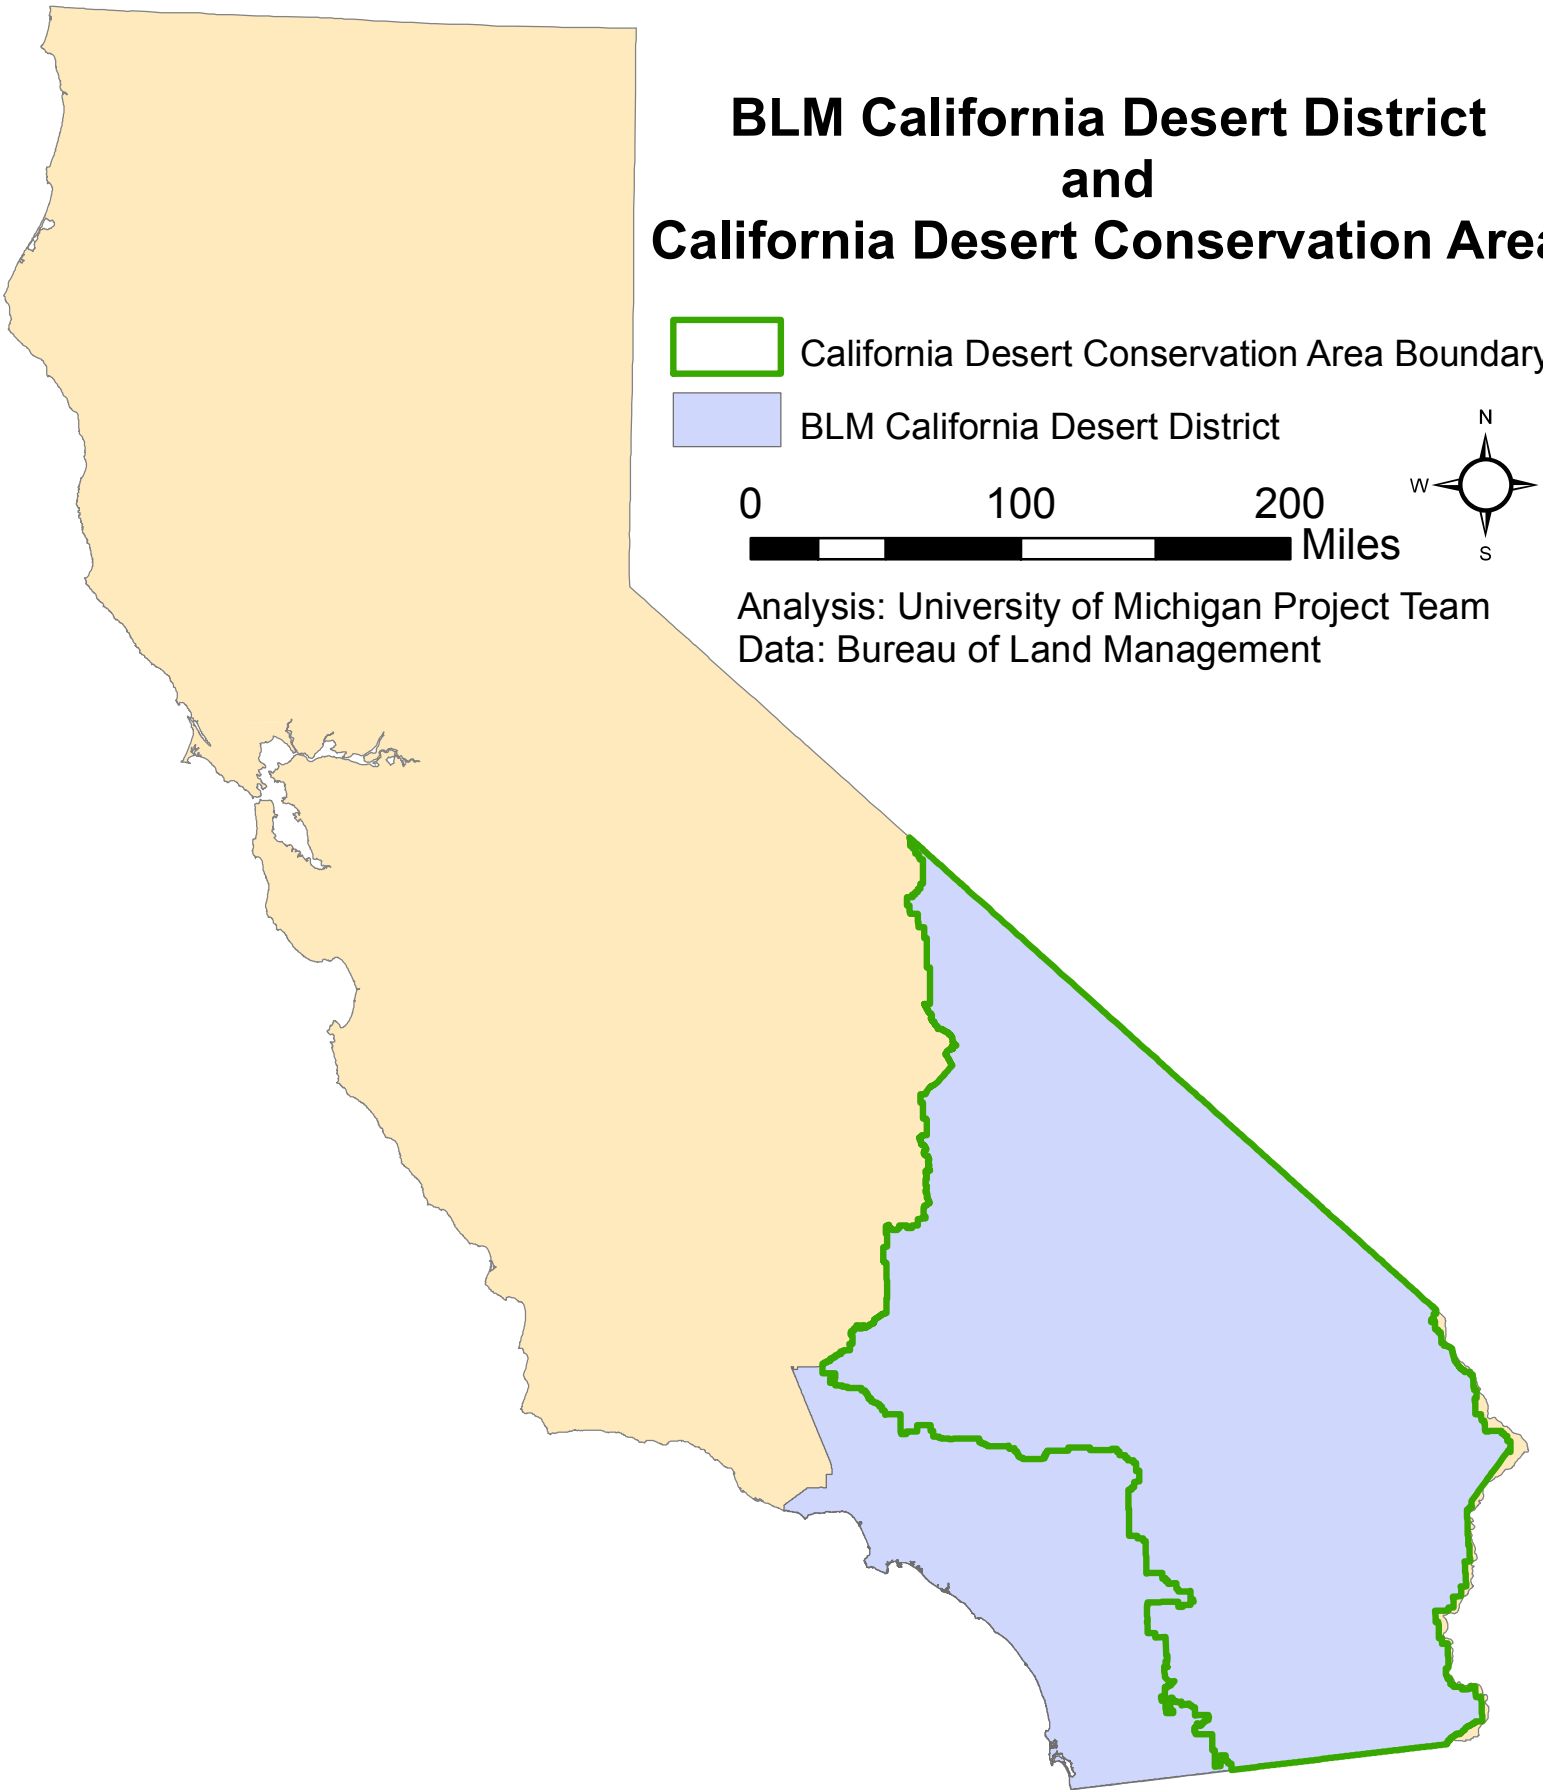 BLM California Desert District
and
California Desert Conservation Area
California Desert Conservation Area Boundary
BLM California Desert District
N
W
S
0 100 200
Miles
Analysis: University of Michigan Project Team
Data: Bureau of Land Management